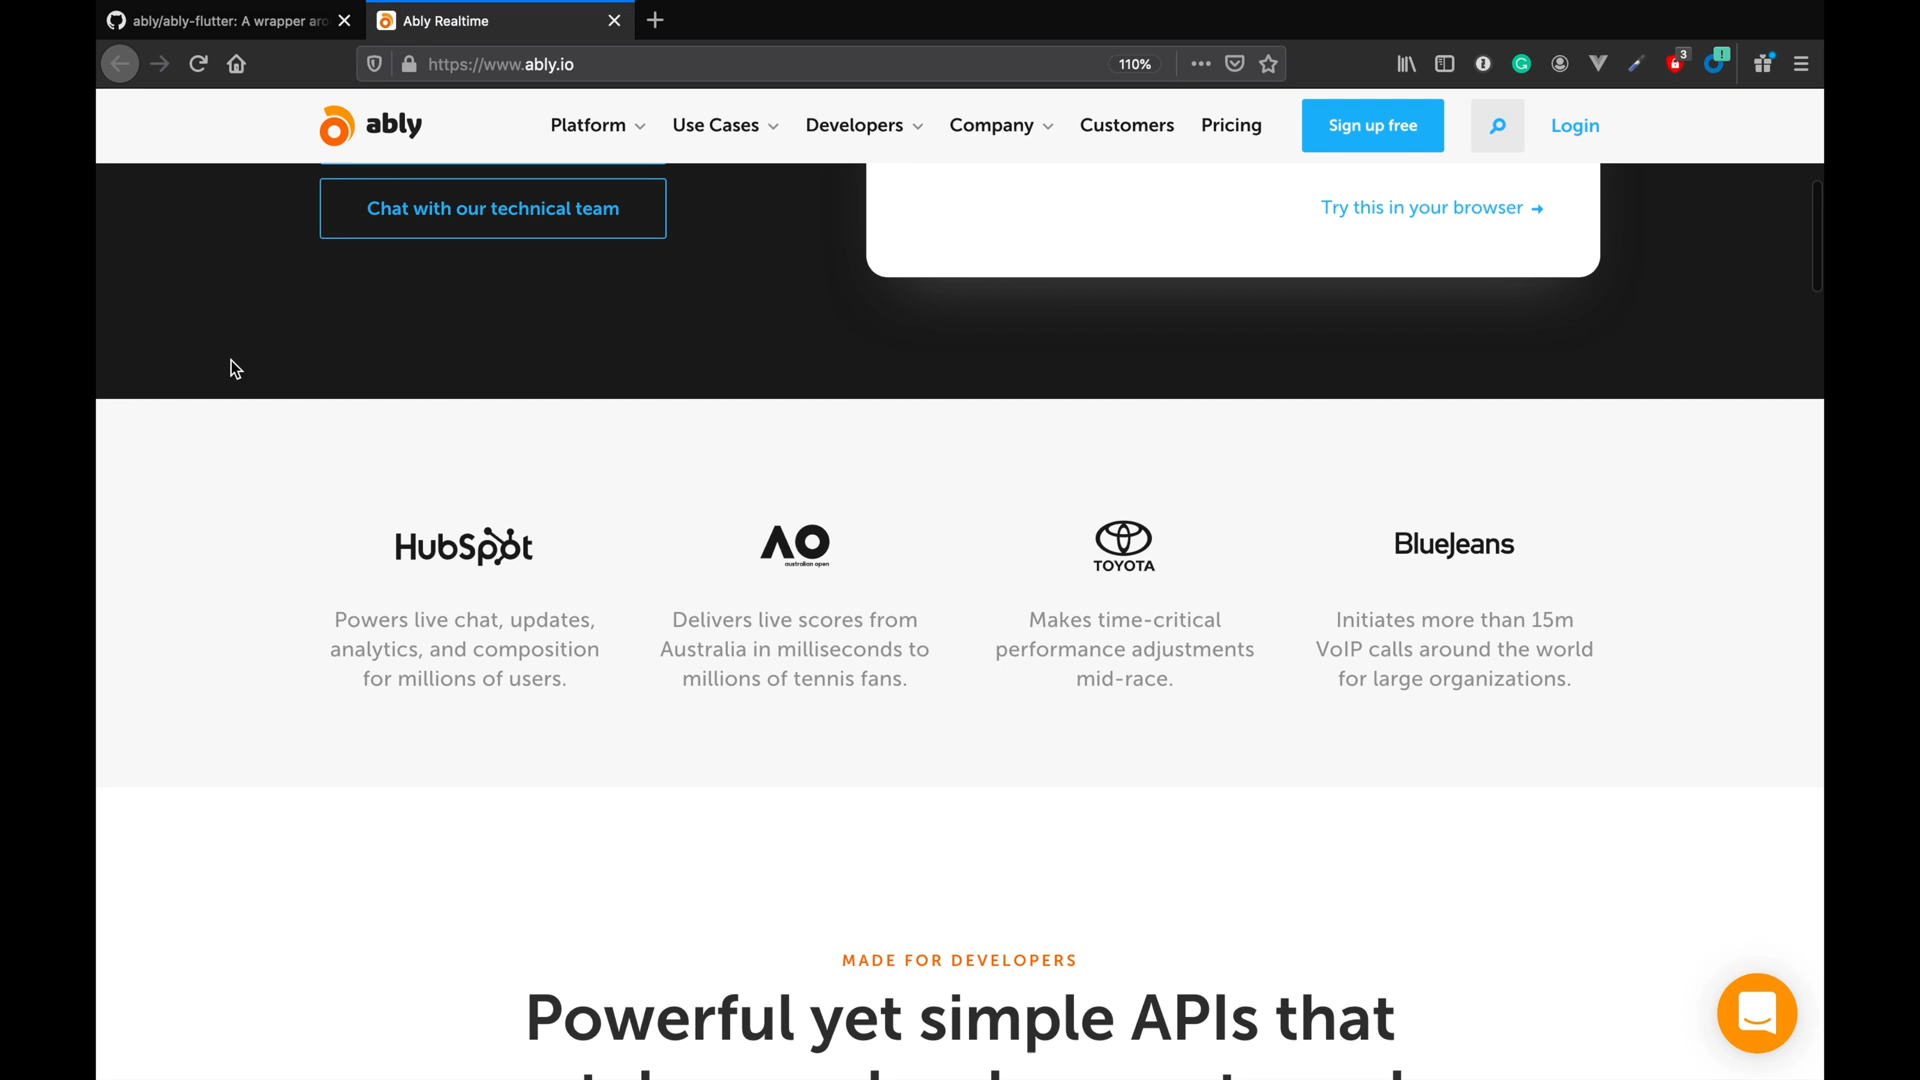 ably/ably-flutter: A wrapper aro
Ably Realtime
https://www.ably.io
110%
3
ably
Platform
Use Cases
Developers
Company
Customers
Pricing
Sign up free
Login
Chat with our technical team
Try this in your browser →
HubSpot
AO
australian open
TOYOTA
BlueJeans
Powers live chat, updates,
analytics, and composition
for millions of users.
Delivers live scores from
Australia in milliseconds to
millions of tennis fans.
Makes time-critical
performance adjustments
mid-race.
Initiates more than 15m
VoIP calls around the world
for large organizations.
MADE FOR DEVELOPERS
Powerful yet simple APIs that